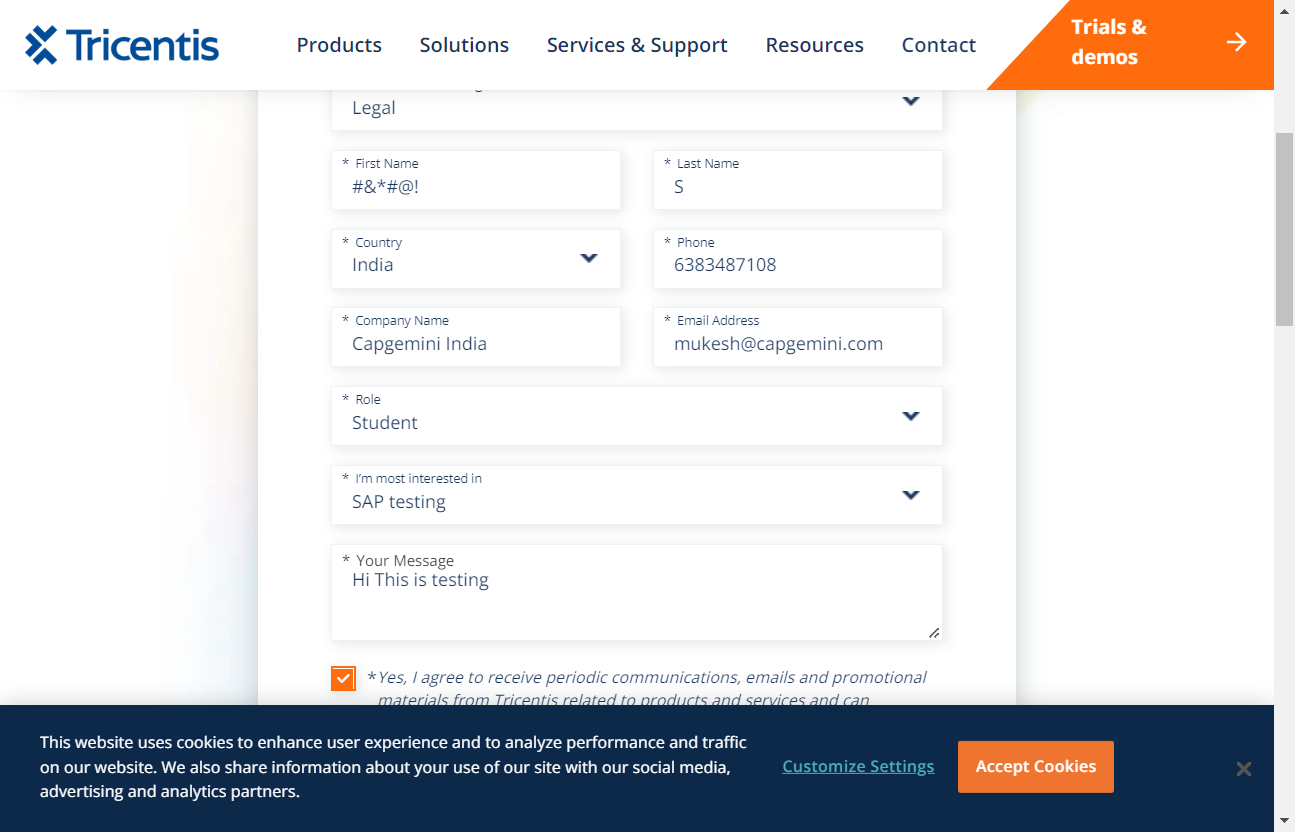 Tricentis
Products
Solutions
Services & Support
Resources
Contact
Trials &
demos
Legal
* First Name
#&*#@!
* Last Name
S
* Country
India
* Phone
6383487108
* Company Name
Capgemini India
* Email Address
mukesh@capgemini.com
* Role
Student
* I'm most interested in
SAP testing
* Your Message
Hi This is testing
*Yes, I agree to receive periodic communications, emails and promotional
materials from Tricentis related to products and services and can
This website uses cookies to enhance user experience and to analyze performance and traffic
on our website. We also share information about your use of our site with our social media,
advertising and analytics partners.
Customize Settings
Accept Cookies